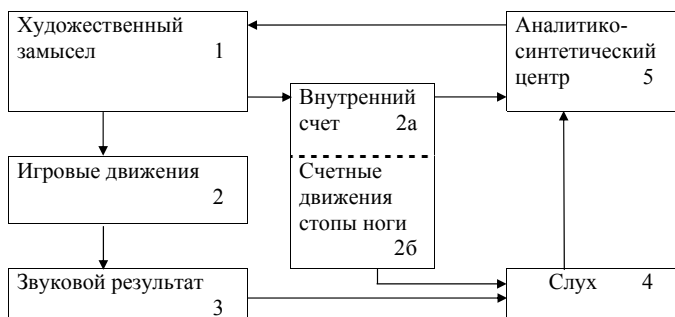 Художественный
замысел 1
Внутренний
счет 2а
Счетные
движения
стопы ноги
2б
Аналитико-
синтетический
центр 5
Игровые движения
2
Звуковой результат
3
Слух 4